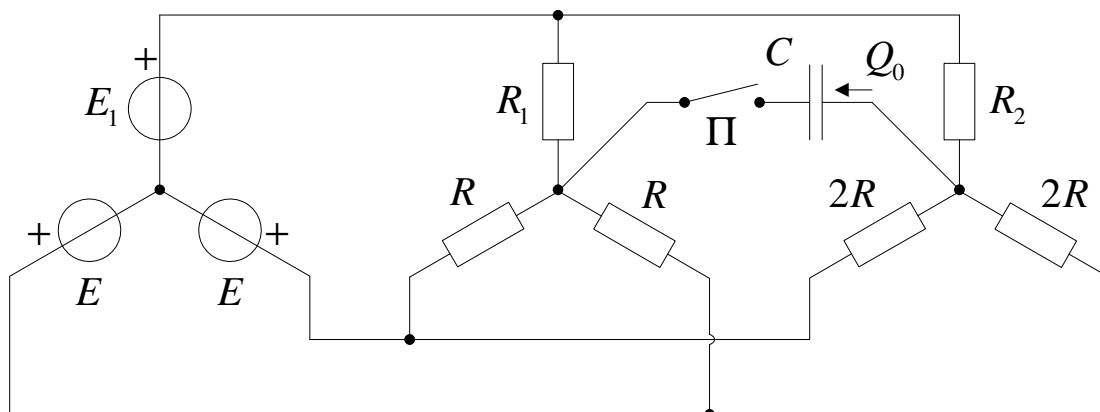 +
E₁
R₁
C
Q₀
R₂
Π
+
+
R
R
2R
2R
E
E